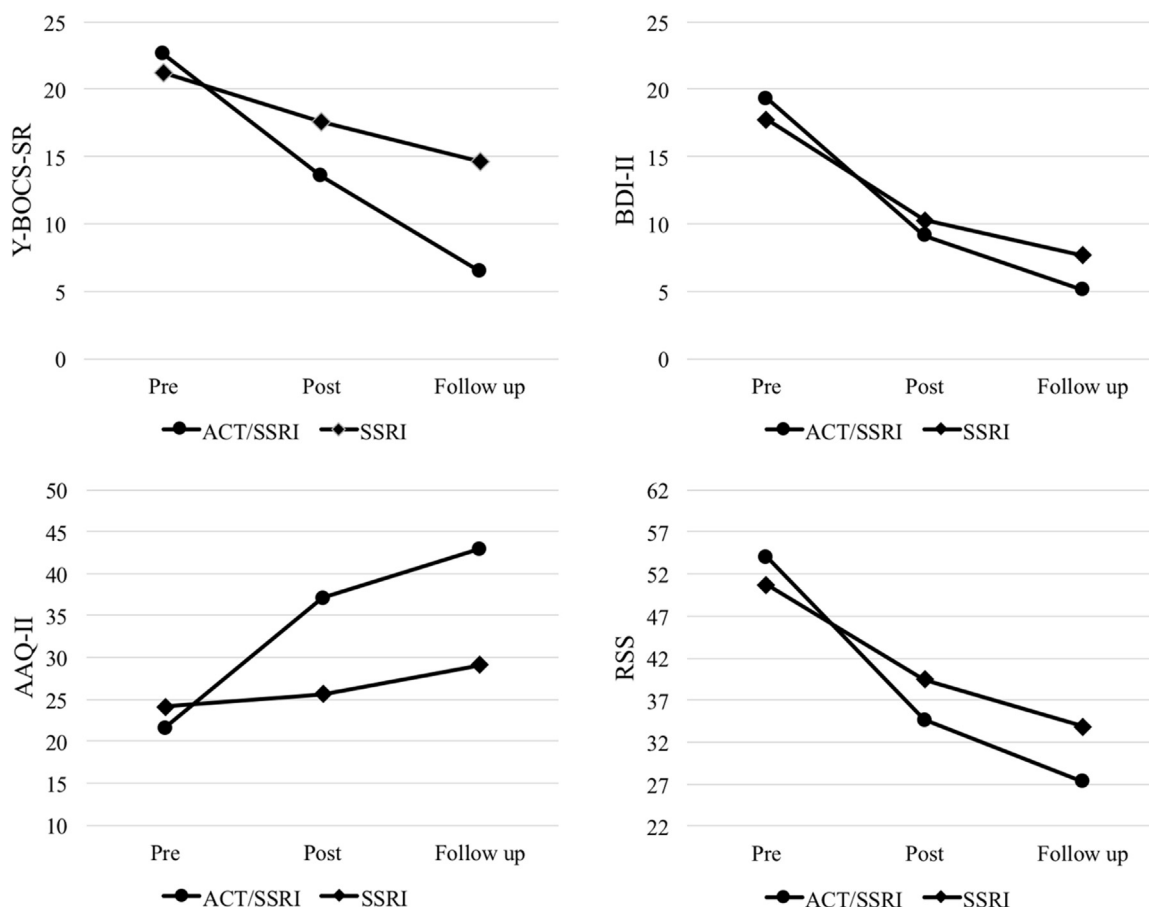 25
20
15
10
5
0
Y-BOCS-SR
Pre Post Follow up
ACT/SSRI SSRI
25
20
15
10
5
0
BDI-II
Pre Post Follow up
ACT/SSRI SSRI
50
45
40
35
30
25
20
15
10
AAQ-II
Pre Post Follow up
ACT/SSRI SSRI
62
57
52
47
42
37
32
27
22
RSS
Pre Post Follow up
ACT/SSRI SSRI